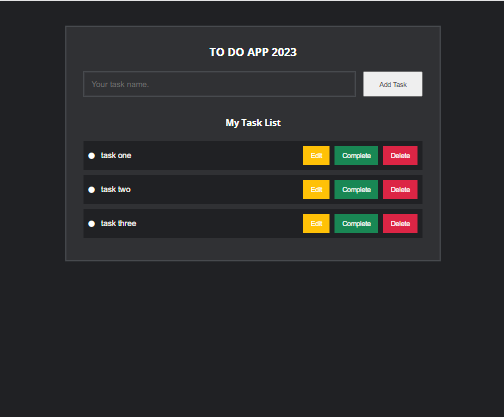 TO DO APP 2023
Your task name. Add Task
My Task List
task one Edit Complete Delete
task two Edit Complete Delete
task three Edit Complete Delete